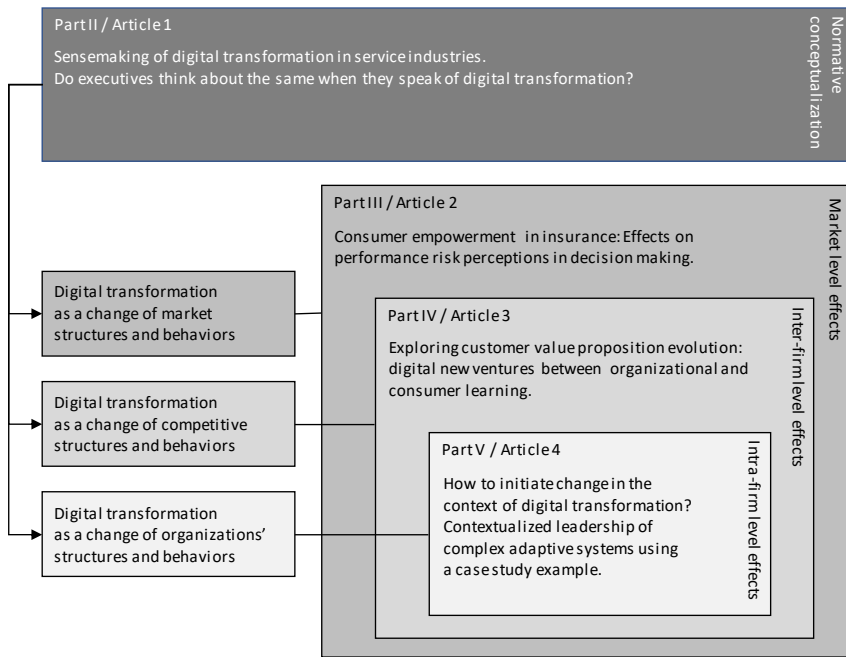 Part II / Article 1
Sensemaking of digital transformation in service industries.
Do executives think about the same when they speak of digital transformation?
Normative
conceptualization
Part III / Article 2
Consumer empowerment in insurance: Effects on
performance risk perceptions in decision making.
Market level effects
Digital transformation
as a change of market
structures and behaviors
Part IV / Article 3
Exploring customer value proposition evolution:
digital new ventures between organizational and
consumer learning.
Inter-firm level effects
Digital transformation
as a change of competitive
structures and behaviors
Part V / Article 4
How to initiate change in the
context of digital transformation?
Contextualized leadership of
complex adaptive systems using
a case study example.
Intra-firm level effects
Digital transformation
as a change of organizations’
structures and behaviors